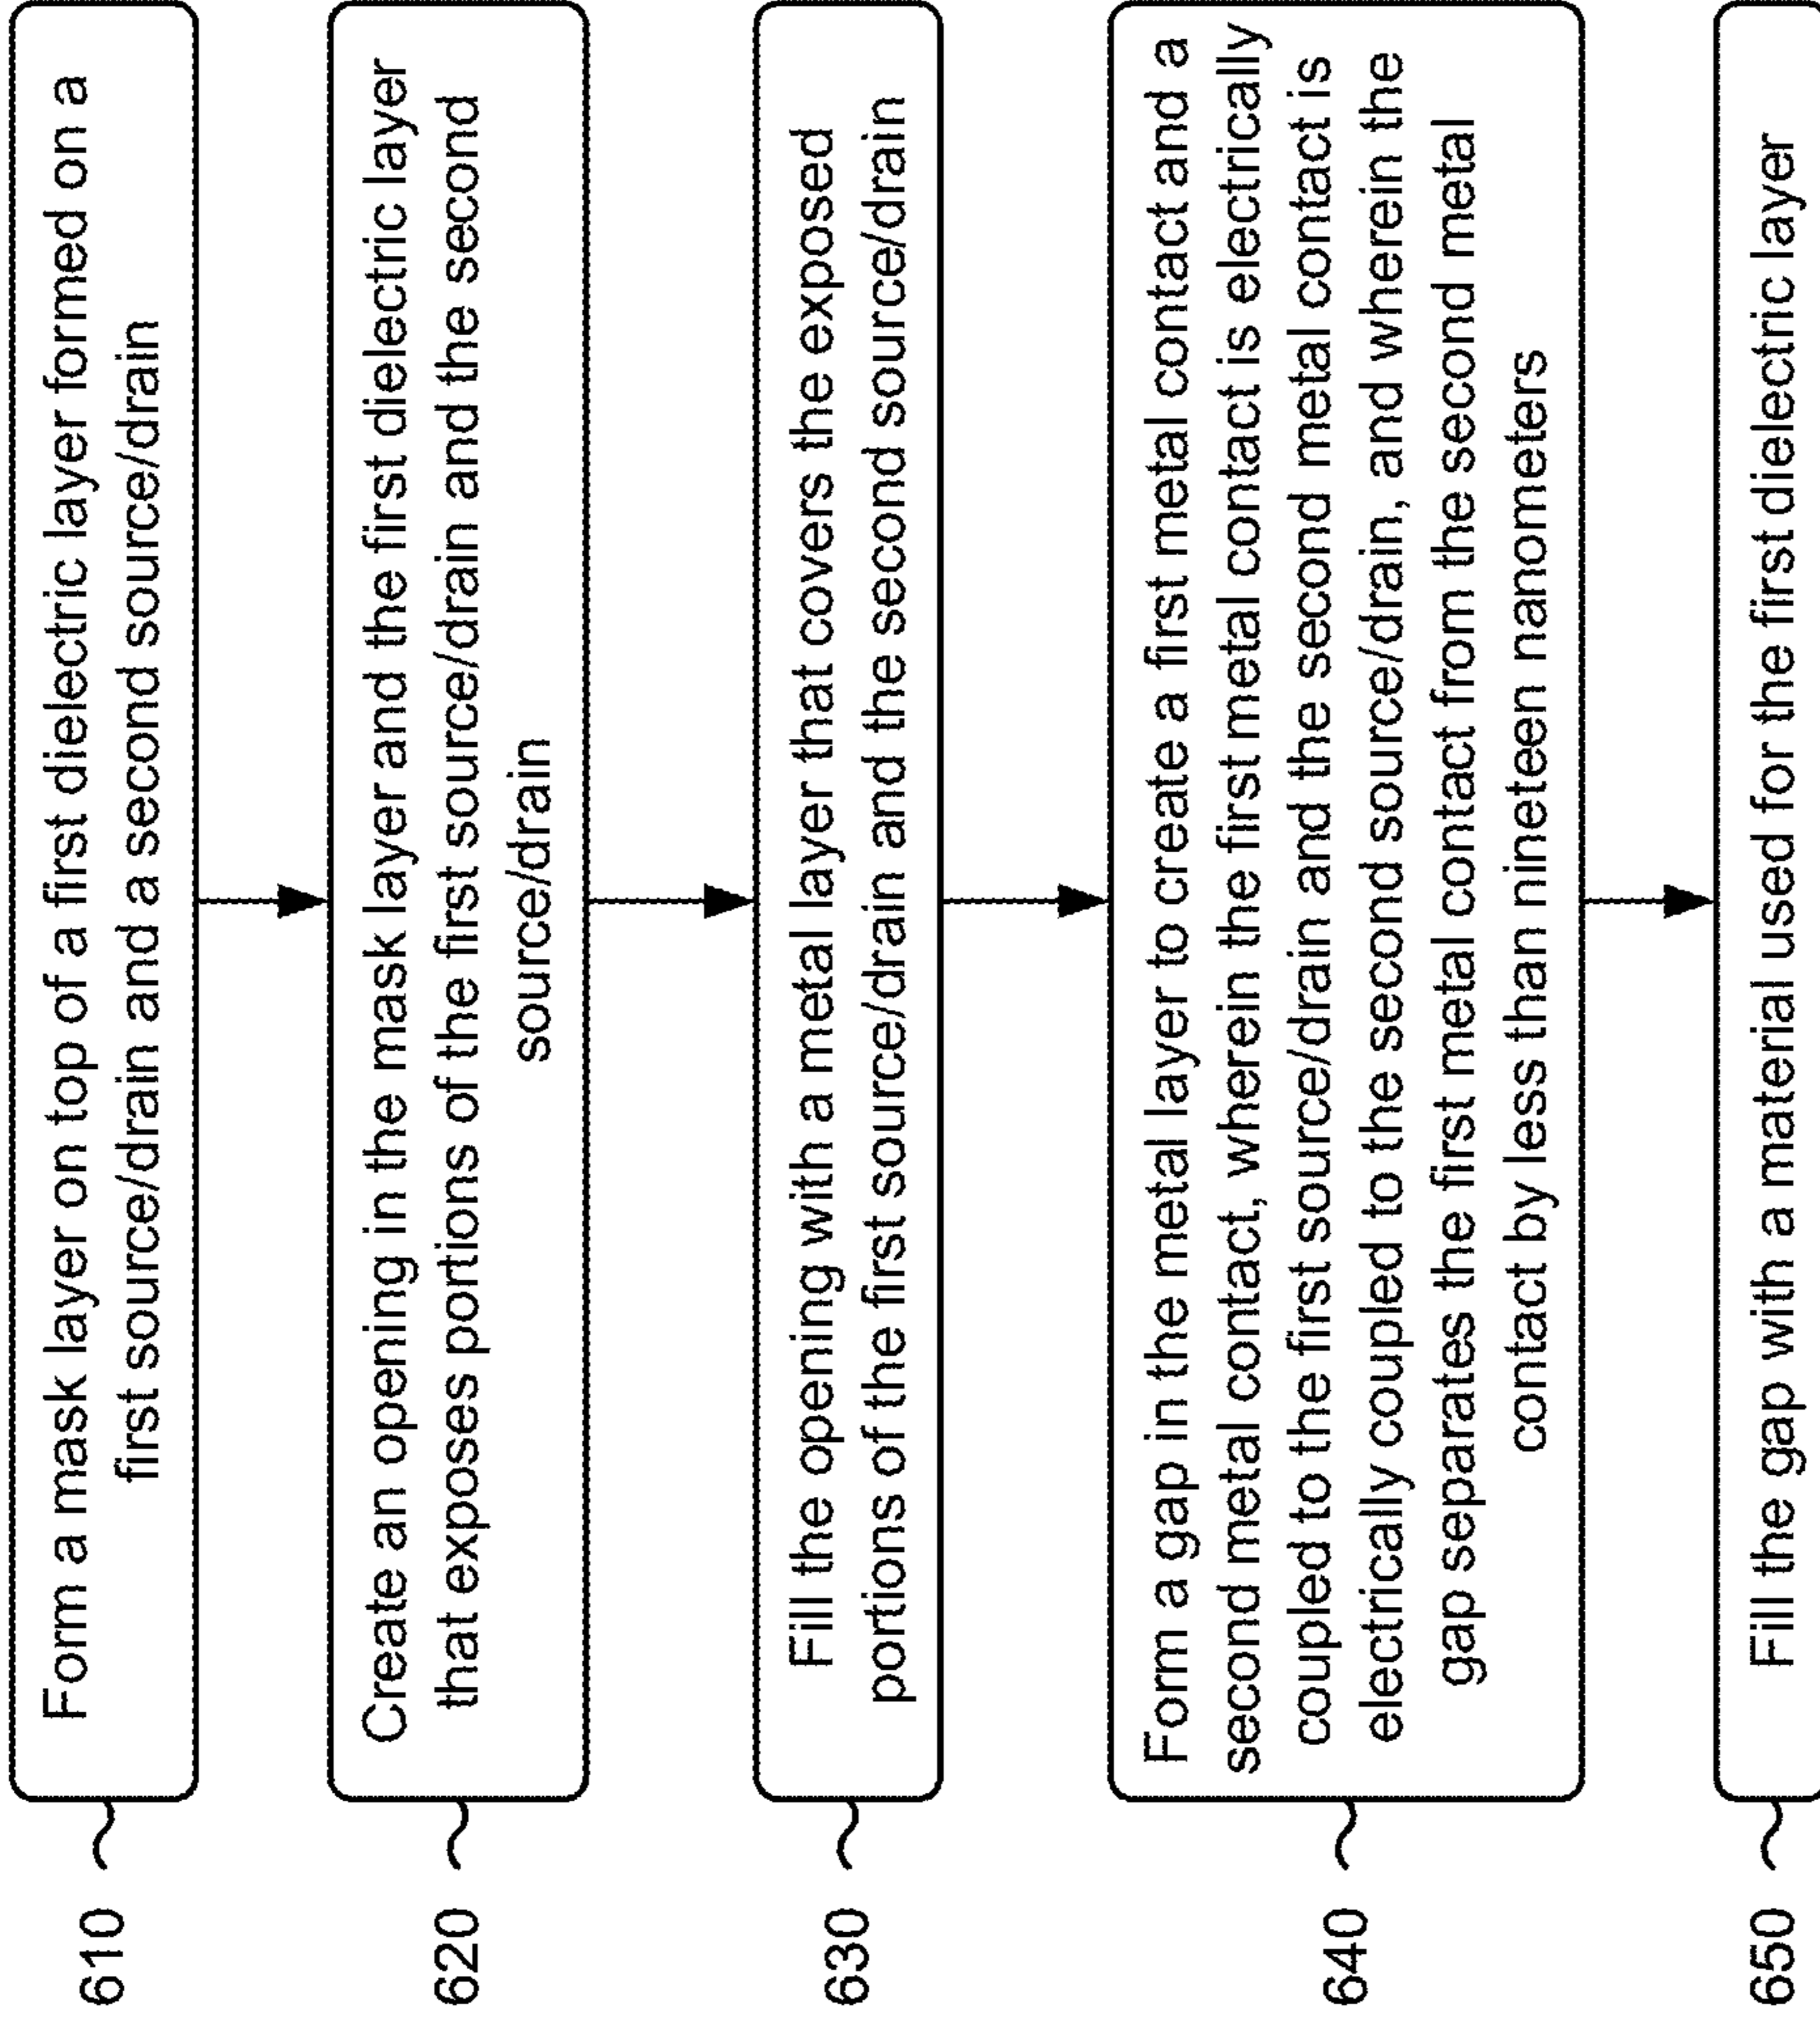 610
Form a mask layer on top of a first dielectric layer formed on a
first source/drain and a second source/drain
620
Create an opening in the mask layer and the first dielectric layer
that exposes portions of the first source/drain and the second
source/drain
630
Fill the opening with a metal layer that covers the exposed
portions of the first source/drain and the second source/drain
640
Form a gap in the metal layer to create a first metal contact and a
second metal contact, wherein the first metal contact is electrically
coupled to the first source/drain and the second metal contact is
electrically coupled to the second source/drain, and wherein the
gap separates the first metal contact from the second metal
contact by less than nineteen nanometers
650
Fill the gap with a material used for the first dielectric layer